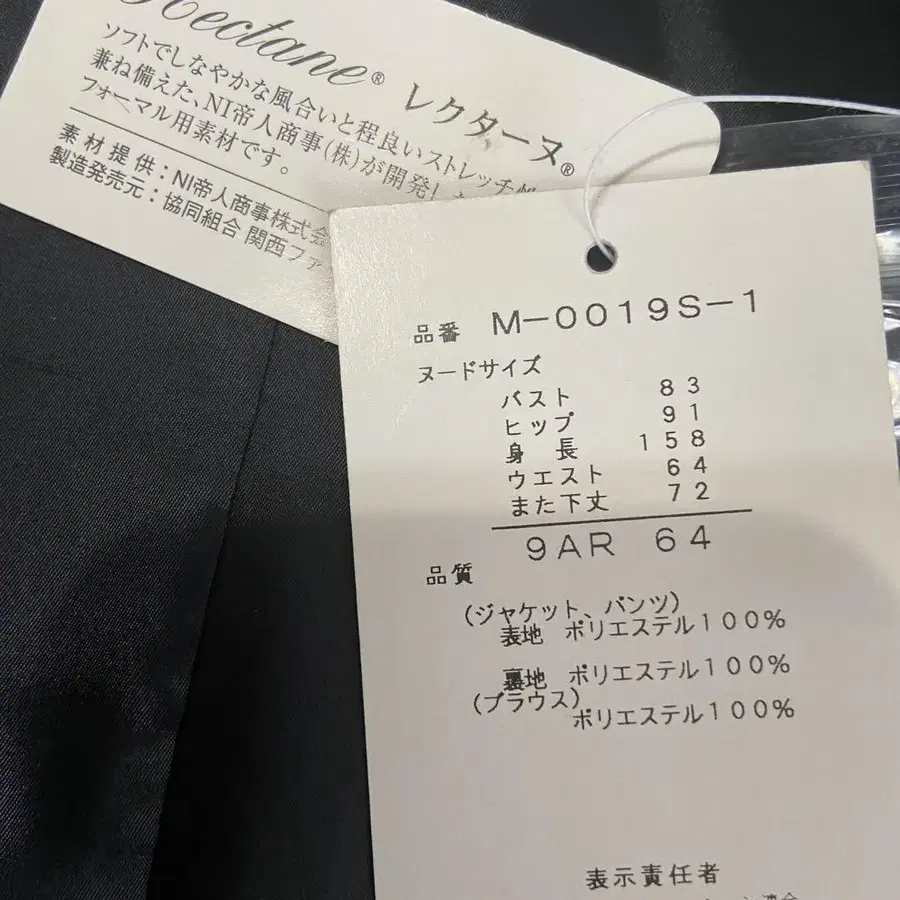 Rectane® レクターヌ®
ソフトでしなやかな風合いと程良いストレッチ
兼ね備えた、NI帝人商事(株)が開発し
フォーマル用素材です。
素材提供：NI帝人商事株式会
製造発売元：協同組合 関西ファ
品番 M-0019S-1
ヌードサイズ
バスト 83
ヒップ 91
身長 158
ウエスト 64
また下丈 72
9AR 64
品質
(ジャケット、パンツ)
表地 ポリエステル100%
裏地 ポリエステル100%
(ブラウス)
ポリエステル100%
表示責任者